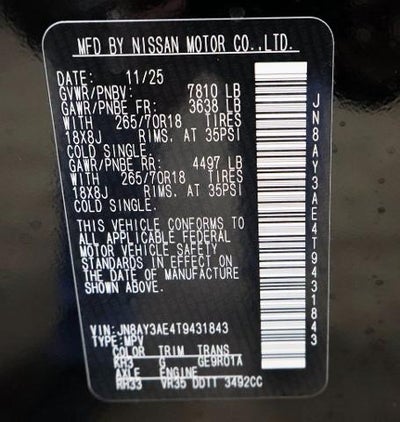 MFD BY NISSAN MOTOR CO.,LTD.
DATE: 11/25
GVWR/PNBV: 7810 LB
GAWR/PNBE FR: 3638 LB
WITH 265/70R18 TIRES
18X8J RIMS, AT 35PSI
COLD SINGLE.
GAWR/PNBE RR: 4497 LB
WITH 265/70R18 TIRES
18X8J RIMS, AT 35PSI
COLD SINGLE.
THIS VEHICLE CONFORMS TO
ALL APPLICABLE FEDERAL
MOTOR VEHICLE SAFETY
STANDARDS IN EFFECT ON
THE DATE OF MANUFACTURE
SHOWN ABOVE.
VIN:JN8AY3AE4T9431843
TYPE:MPV
COLOR TRIM TRANS
KH3 G GE9R01A
AXLE ENGINE
HH33 VR35 DDTT 3492CC
JN8AY3AE4T9431843